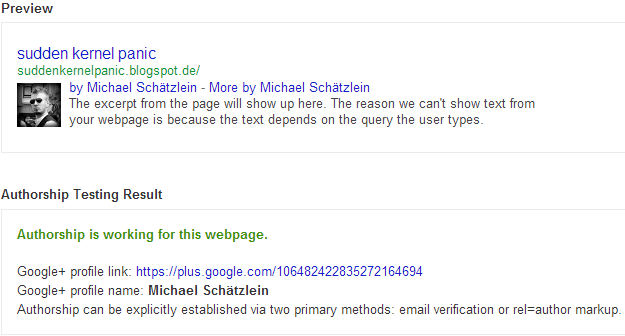 Preview
sudden kernel panic
suddenkernelpanic.blogspot.de/
by Michael Schätzlein - More by Michael Schätzlein
The excerpt from the page will show up here. The reason we can't show text from
your webpage is because the text depends on the query the user types.
Authorship Testing Result
Authorship is working for this webpage.
Google+ profile link: https://plus.google.com/106482422835272164694
Google+ profile name: Michael Schätzlein
Authorship can be explicitly established via two primary methods: email verification or rel=author markup.